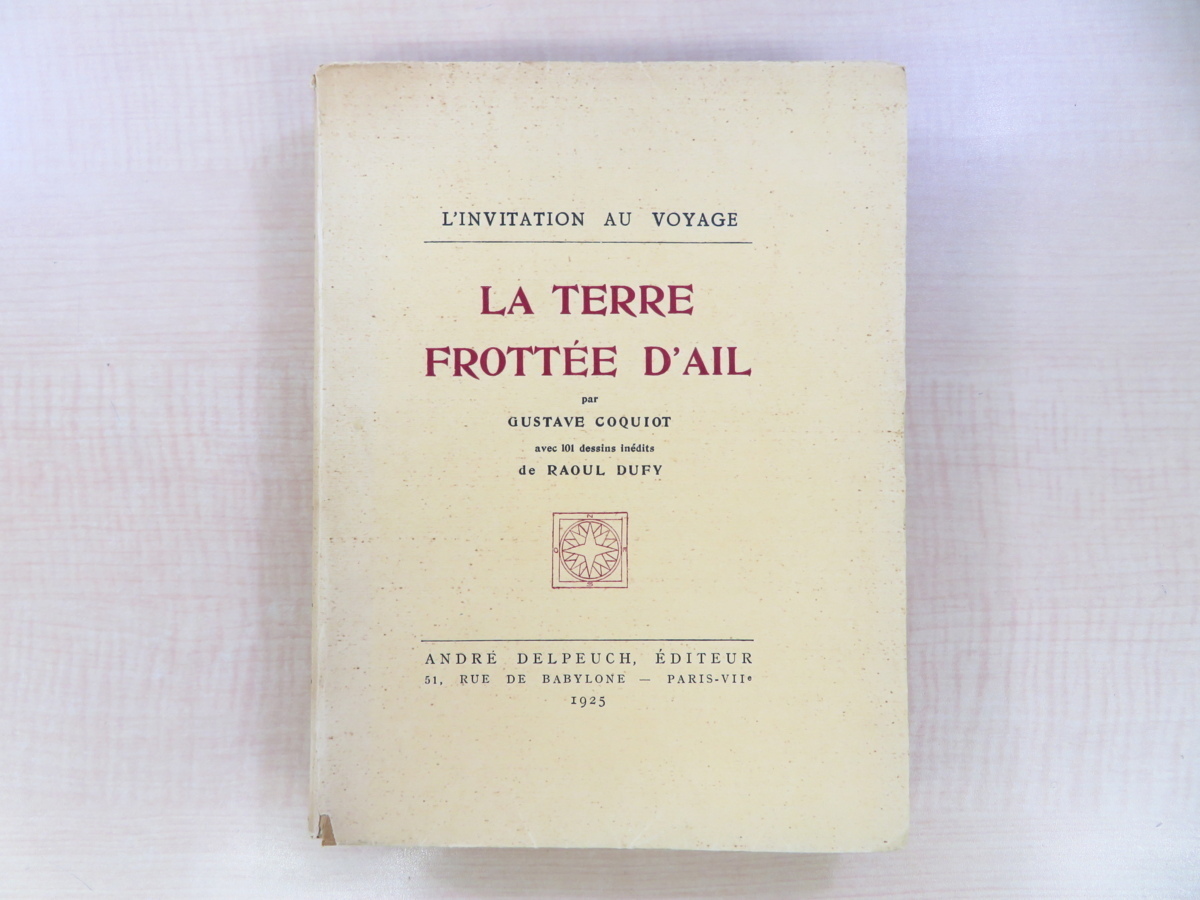 L'INVITATION AU VOYAGE
LA TERRE
FROTTÉE D'AIL
par
GUSTAVE COQUIOT
avec 101 dessins inédits
de RAOUL DUFY
N
O E
S
ANDRÉ DELPEUCH, ÉDITEUR
51, RUE DE BABYLONE — PARIS-VIIe
1925